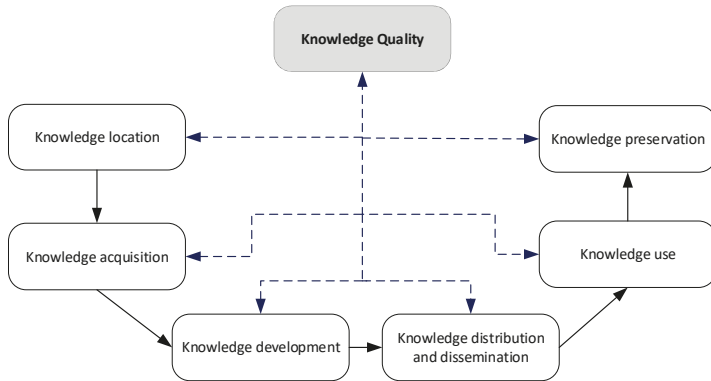 Knowledge Quality
Knowledge location
Knowledge preservation
Knowledge acquisition
Knowledge use
Knowledge development
Knowledge distribution
and dissemination